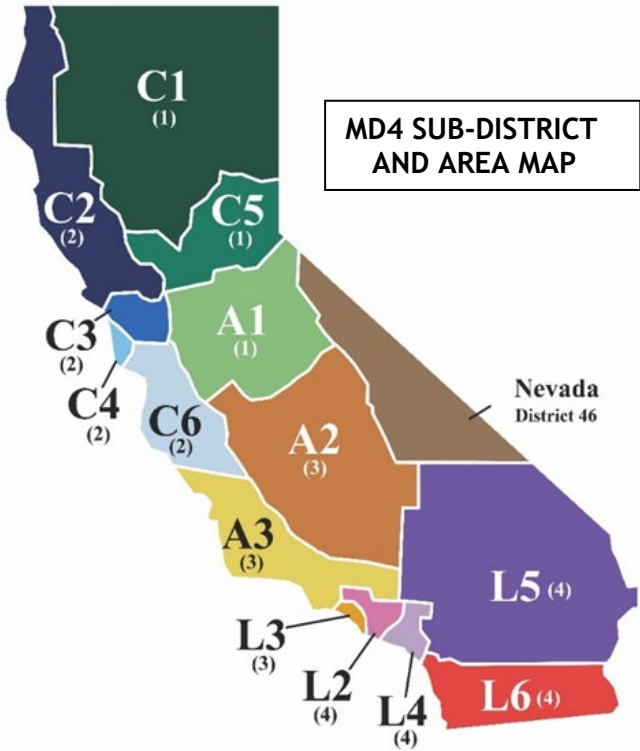 C1
(1)
MD4 SUB-DISTRICT
AND AREA MAP
C2
(2)
C5
(1)
A1
(1)
C3
(2)
C4
(2)
C6
(2)
Nevada
District 46
A2
(3)
A3
(3)
L5 (4)
L3
(3)
L2
(4)
L4
(4)
L6 (4)